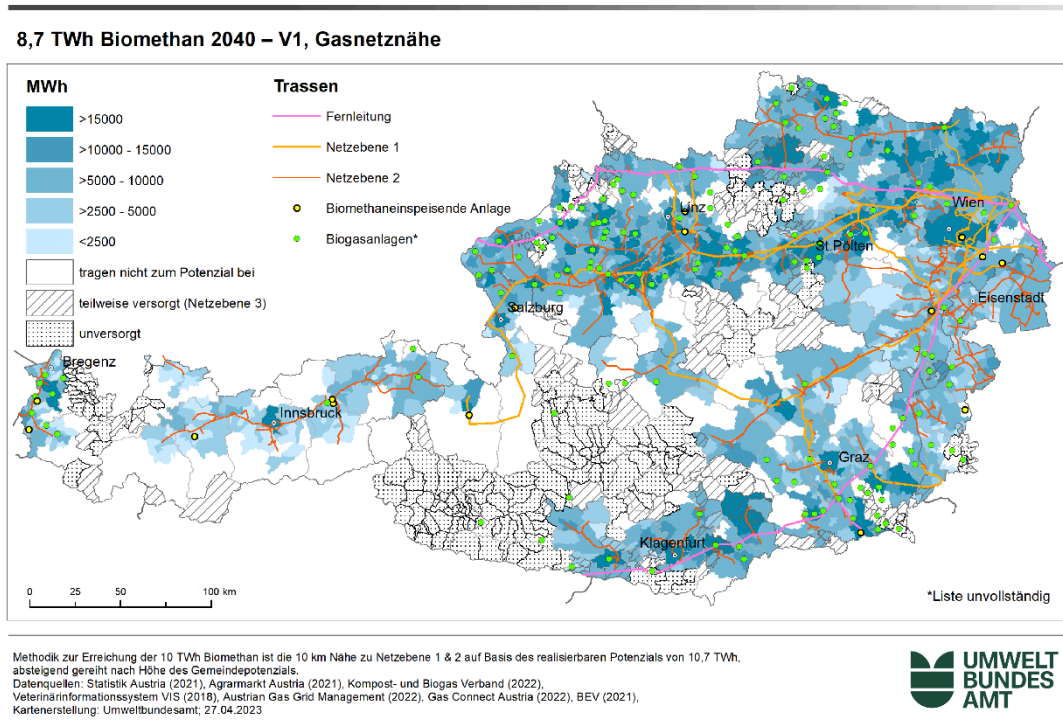 8,7 TWh Biomethan 2040 – V1, Gasnetznähe
MWh
>15000
>10000 - 15000
>5000 - 10000
>2500 - 5000
<2500
tragen nicht zum Potenzial bei
teilweise versorgt (Netzebene 3)
unversorgt
Trassen
Fernleitung
Netzebene 1
Netzebene 2
Biomethaneinspeisende Anlage
Biogasanlagen*
Linz
Wien
St.Pölten
Eisenstadt
Salzburg
Bregenz
Innsbruck
Graz
Klagenfurt
0 25 50 100 km
*Liste unvollständig
Methodik zur Erreichung der 10 TWh Biomethan ist die 10 km Nähe zu Netzebene 1 & 2 auf Basis des realisierbaren Potenzials von 10,7 TWh,
absteigend gereiht nach Höhe des Gemeindepotenzials.
Datenquellen: Statistik Austria (2021), Agrarmarkt Austria (2021), Kompost- und Biogas Verband (2022),
Veterinärinformationssystem VIS (2018), Austrian Gas Grid Management (2022), Gas Connect Austria (2022), BEV (2021),
Kartenerstellung: Umweltbundesamt; 27.04.2023
UMWELT
BUNDES
AMT